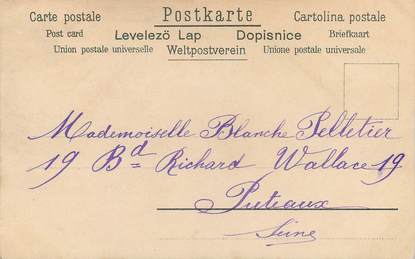 Carte postale Postkarte Cartolina postale
Post card Levelező Lap Dopisnice Briefkaart
Union postale universelle Weltpostverein Unione postale universale
Mademoiselle Blanche Pelletier
19 Bd Richard Wallace 19
Puteaux
Seine